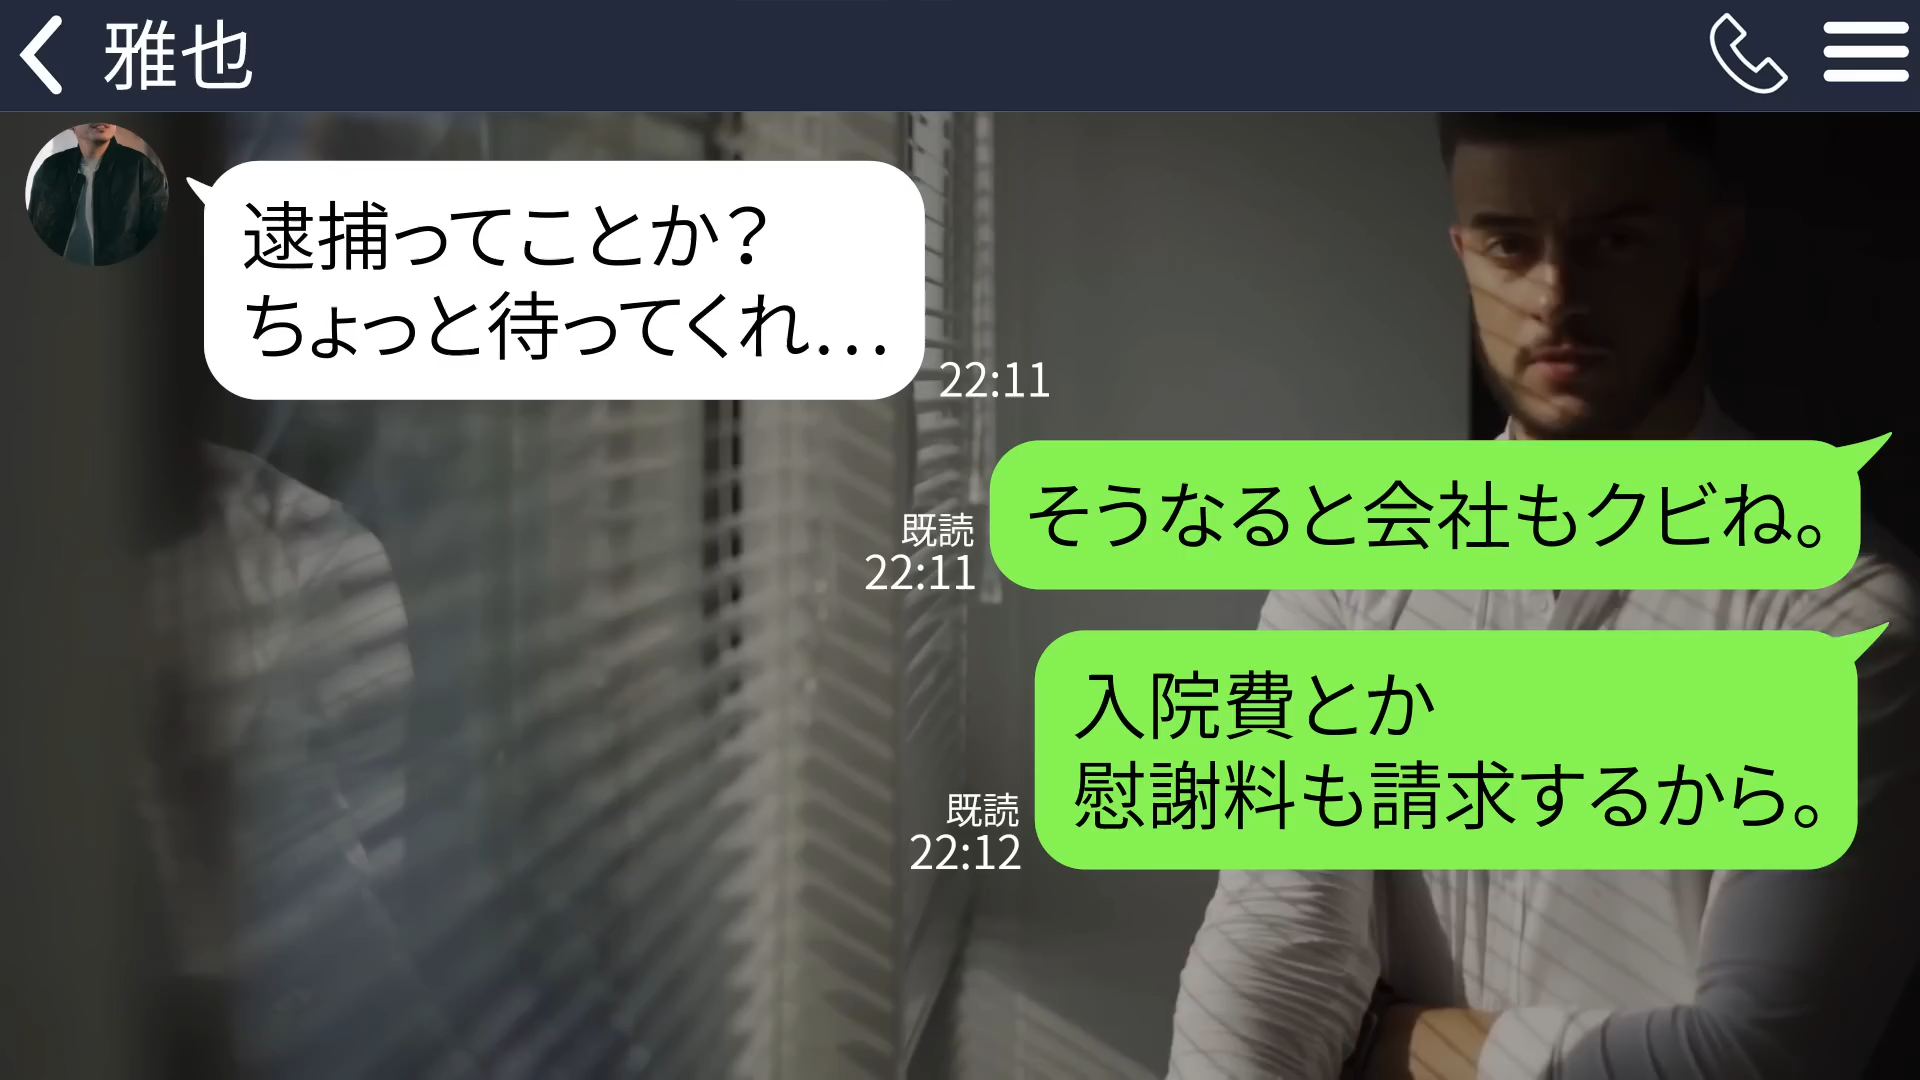 雅也
逮捕ってことか？
ちょっと待ってくれ…
22:11
そうなると会社もクビね。
既読
22:11
入院費とか
慰謝料も請求するから。
既読
22:12